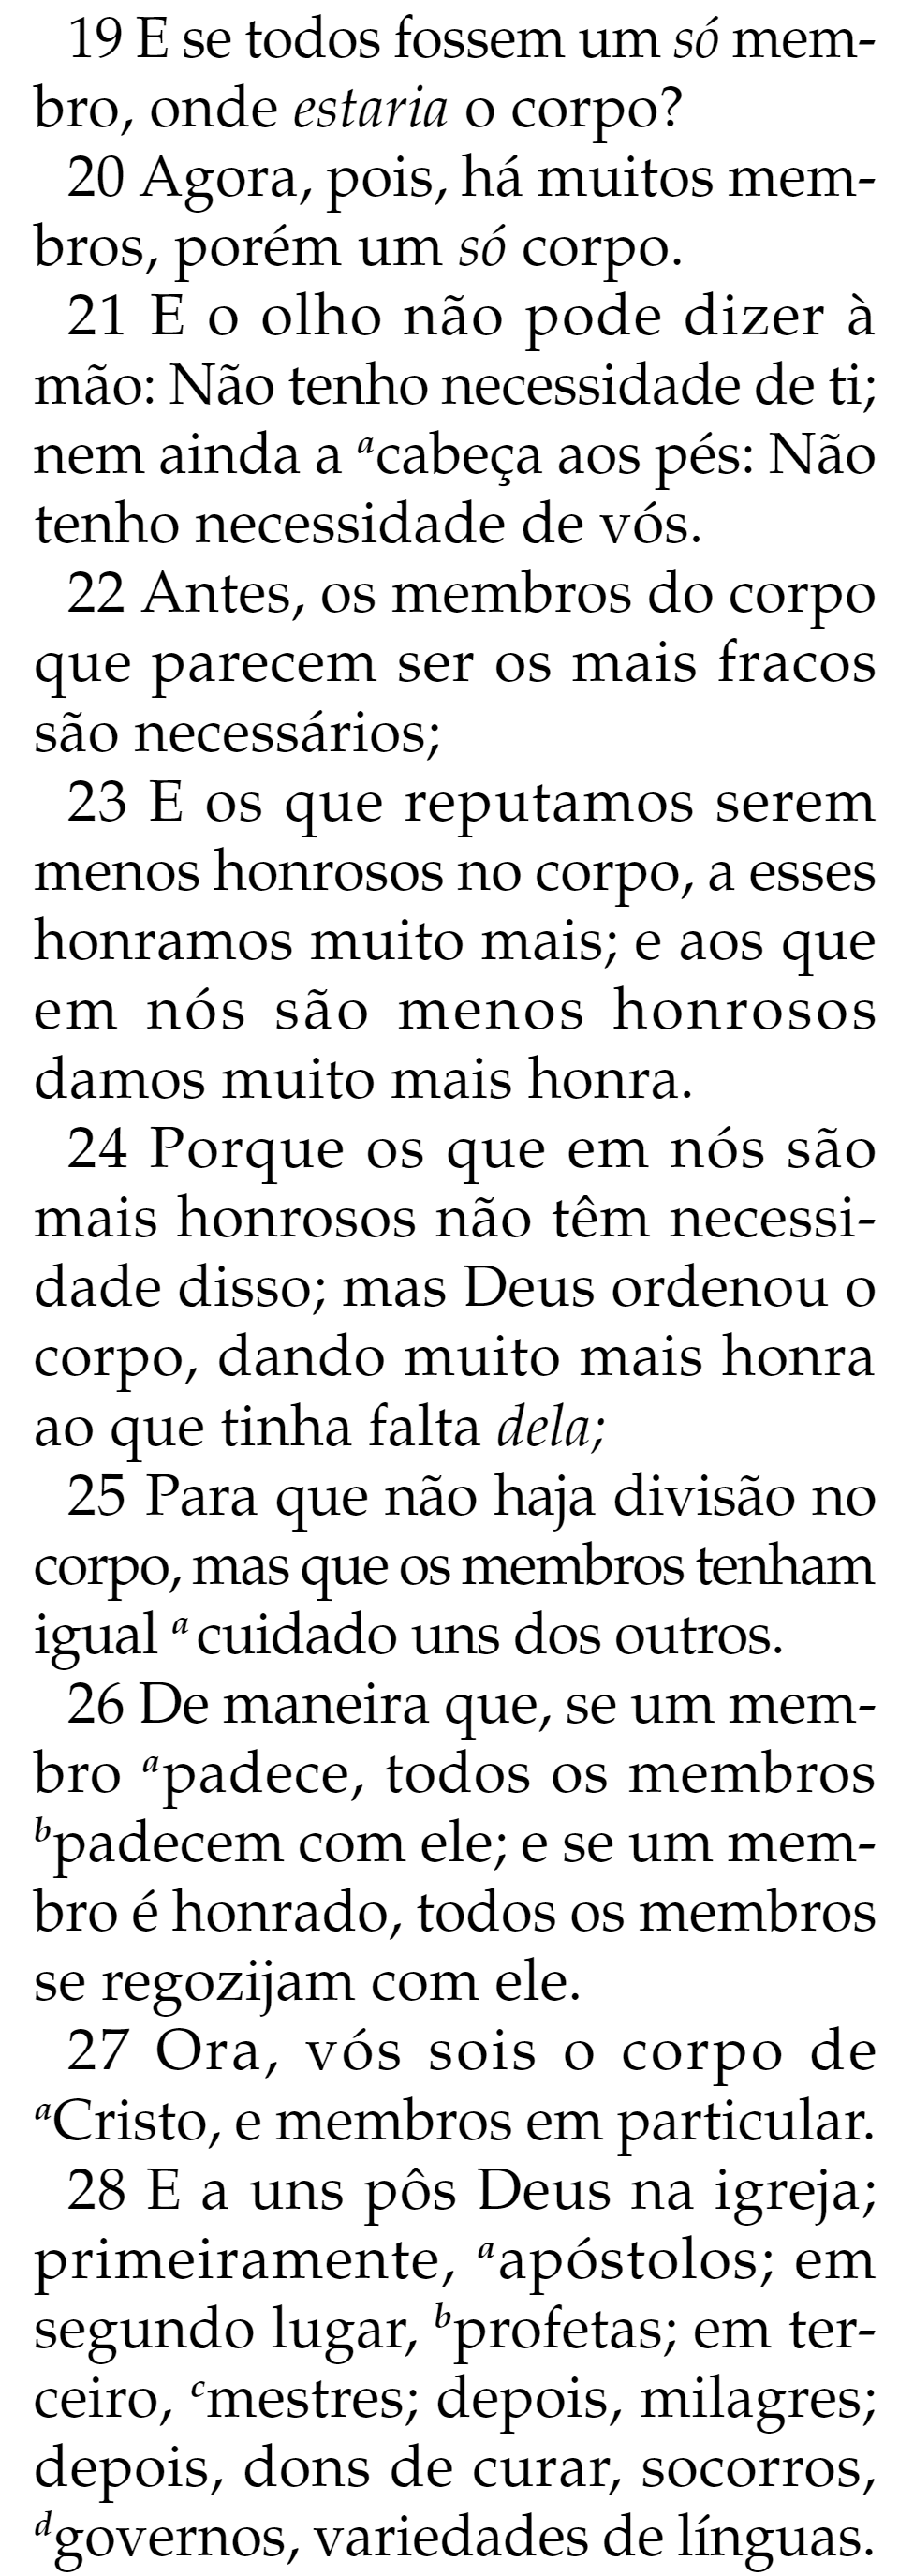 19 E se todos fossem um só mem-
bro, onde estaria o corpo?
20 Agora, pois, há muitos mem-
bros, porém um só corpo.
21 E o olho não pode dizer à
mão: Não tenho necessidade de ti;
nem ainda a ᵃcabeça aos pés: Não
tenho necessidade de vós.
22 Antes, os membros do corpo
que parecem ser os mais fracos
são necessários;
23 E os que reputamos serem
menos honrosos no corpo, a esses
honramos muito mais; e aos que
em nós são menos honrosos
damos muito mais honra.
24 Porque os que em nós são
mais honrosos não têm necessi-
dade disso; mas Deus ordenou o
corpo, dando muito mais honra
ao que tinha falta dela;
25 Para que não haja divisão no
corpo, mas que os membros tenham
igual ᵃ cuidado uns dos outros.
26 De maneira que, se um mem-
bro ᵃpadece, todos os membros
ᵇpadecem com ele; e se um mem-
bro é honrado, todos os membros
se regozijam com ele.
27 Ora, vós sois o corpo de
ᵃCristo, e membros em particular.
28 E a uns pôs Deus na igreja;
primeiramente, ᵃapóstolos; em
segundo lugar, ᵇprofetas; em ter-
ceiro, ᶜmestres; depois, milagres;
depois, dons de curar, socorros,
ᵈgovernos, variedades de línguas.